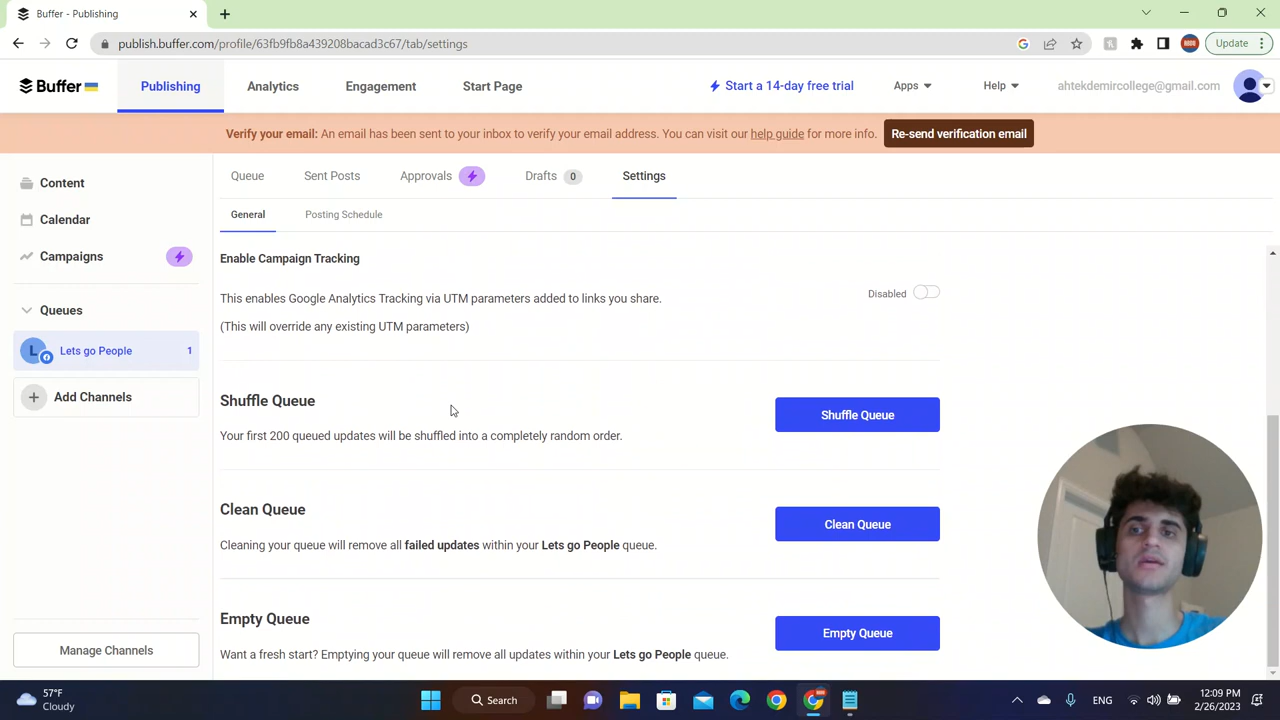 Buffer - Publishing
publish.buffer.com/profile/63fb9fb8a439208bacad3c67/tab/settings
Update
Buffer
Publishing
Analytics
Engagement
Start Page
Start a 14-day free trial
Apps
Help
ahtekdemircollege@gmail.com
Verify your email: An email has been sent to your inbox to verify your email address. You can visit our help guide for more info.
Re-send verification email
Content
Calendar
Campaigns
Queues
L
Lets go People 1
Add Channels
Manage Channels
Queue
Sent Posts
Approvals
Drafts 0
Settings
General
Posting Schedule
Enable Campaign Tracking
This enables Google Analytics Tracking via UTM parameters added to links you share.
(This will override any existing UTM parameters)
Disabled
Shuffle Queue
Your first 200 queued updates will be shuffled into a completely random order.
Shuffle Queue
Clean Queue
Cleaning your queue will remove all failed updates within your Lets go People queue.
Clean Queue
Empty Queue
Want a fresh start? Emptying your queue will remove all updates within your Lets go People queue.
Empty Queue
57°F
Cloudy
Search
ENG
12:09 PM
2/26/2023